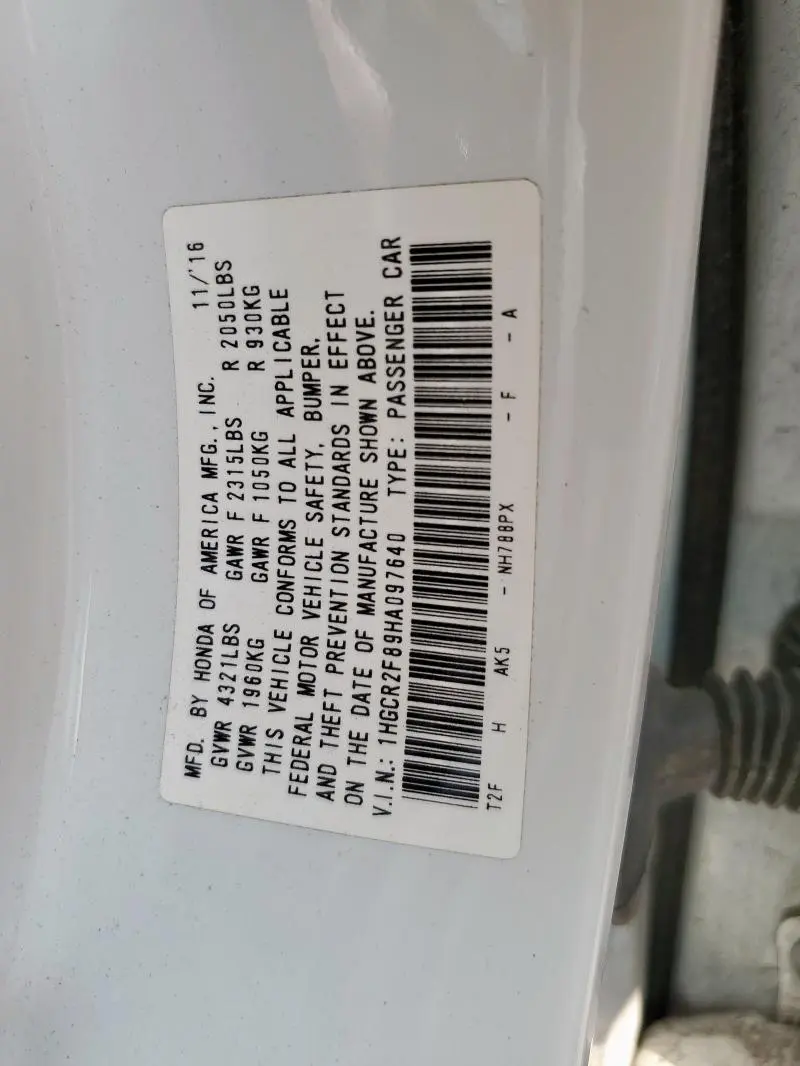 MFD. BY HONDA OF AMERICA MFG., INC. 11/'16
GVWR 4321LBS GAWR F 2315LBS R 2050LBS
GVWR 1960KG GAWR F 1050KG R 930KG
THIS VEHICLE CONFORMS TO ALL APPLICABLE
FEDERAL MOTOR VEHICLE SAFETY, BUMPER,
AND THEFT PREVENTION STANDARDS IN EFFECT
ON THE DATE OF MANUFACTURE SHOWN ABOVE.
V.I.N.: 1HGCR2F89HA097640 TYPE: PASSENGER CAR
T2F H AK5 - NH788PX - F - A